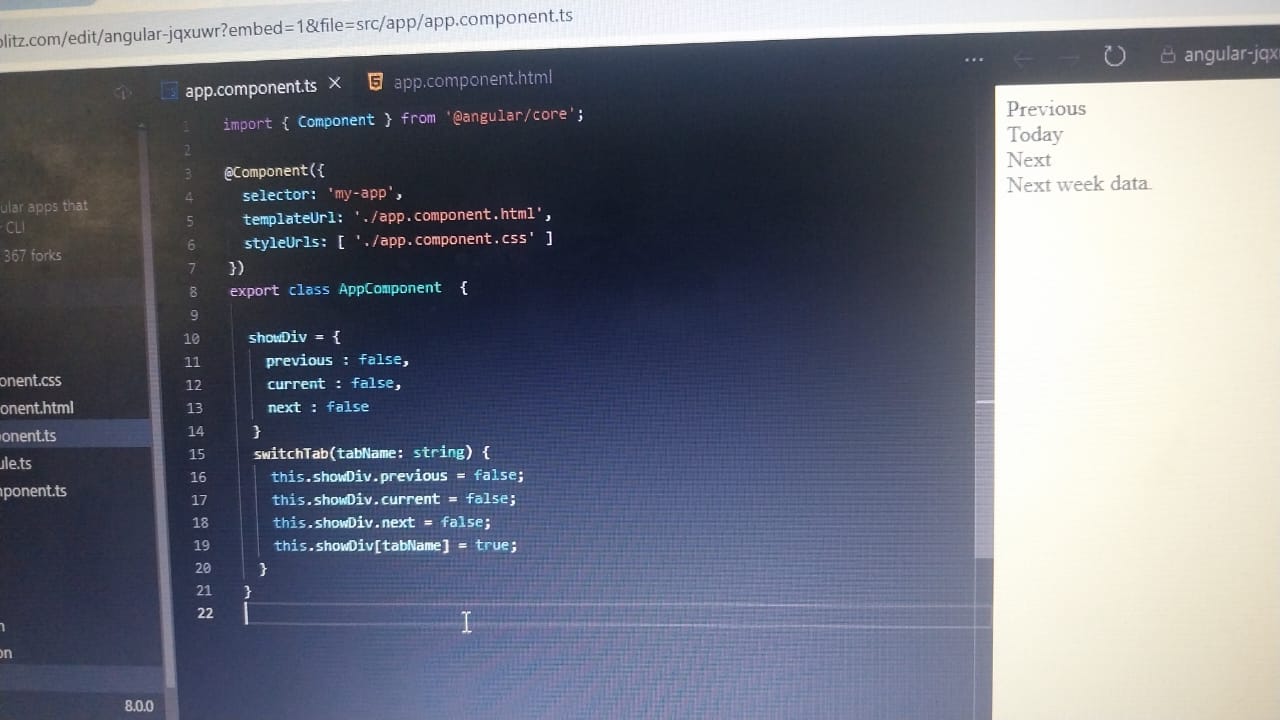 litz.com/edit/angular-jqxuwr?embed=1&file=src/app/app.component.ts
app.component.ts
app.component.html
...
angular-jqx
ular apps that
CLI
367 forks
onent.css
onent.html
onent.ts
ule.ts
ponent.ts
n
on
8.0.0
1 import { Component } from '@angular/core';
2
3 @Component({
4 selector: 'my-app',
5 templateUrl: './app.component.html',
6 styleUrls: [ './app.component.css' ]
7 })
8 export class AppComponent {
9
10 showDiv = {
11 previous : false,
12 current : false,
13 next : false
14 }
15 switchTab(tabName: string) {
16 this.showDiv.previous = false;
17 this.showDiv.current = false;
18 this.showDiv.next = false;
19 this.showDiv[tabName] = true;
20 }
21 }
22
Previous
Today
Next
Next week data.